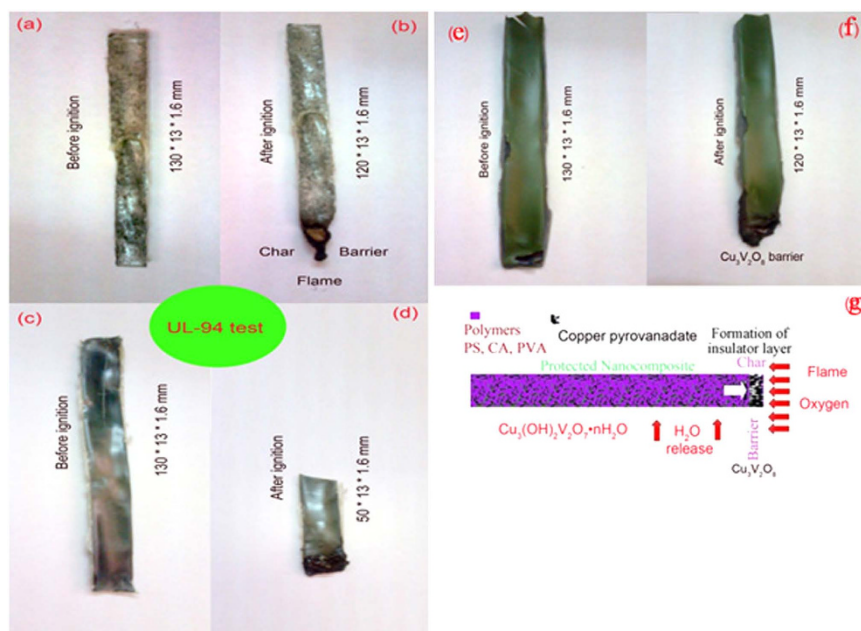 (a)
Before ignition
130 * 13 * 1.6 mm
(b)
After ignition
120 * 13 * 1.6 mm
Char Barrier
Flame
(c)
Before ignition
130 * 13 * 1.6 mm
UL-94 test
(d)
After ignition
50 * 13 * 1.6 mm
(e)
Before ignition
130 * 13 * 1.6 mm
(f)
After ignition
120 * 13 * 1.6 mm
Cu₃V₂O₈ barrier
(g)
Polymers
PS, CA, PVA
Copper pyrovanadate
Formation of
insulator layer
Protected Nanocomposite
Char
Flame
Oxygen
Cu₃(OH)₂V₂O₇•nH₂O
H₂O
release
Barrier
Cu₃V₂O₈